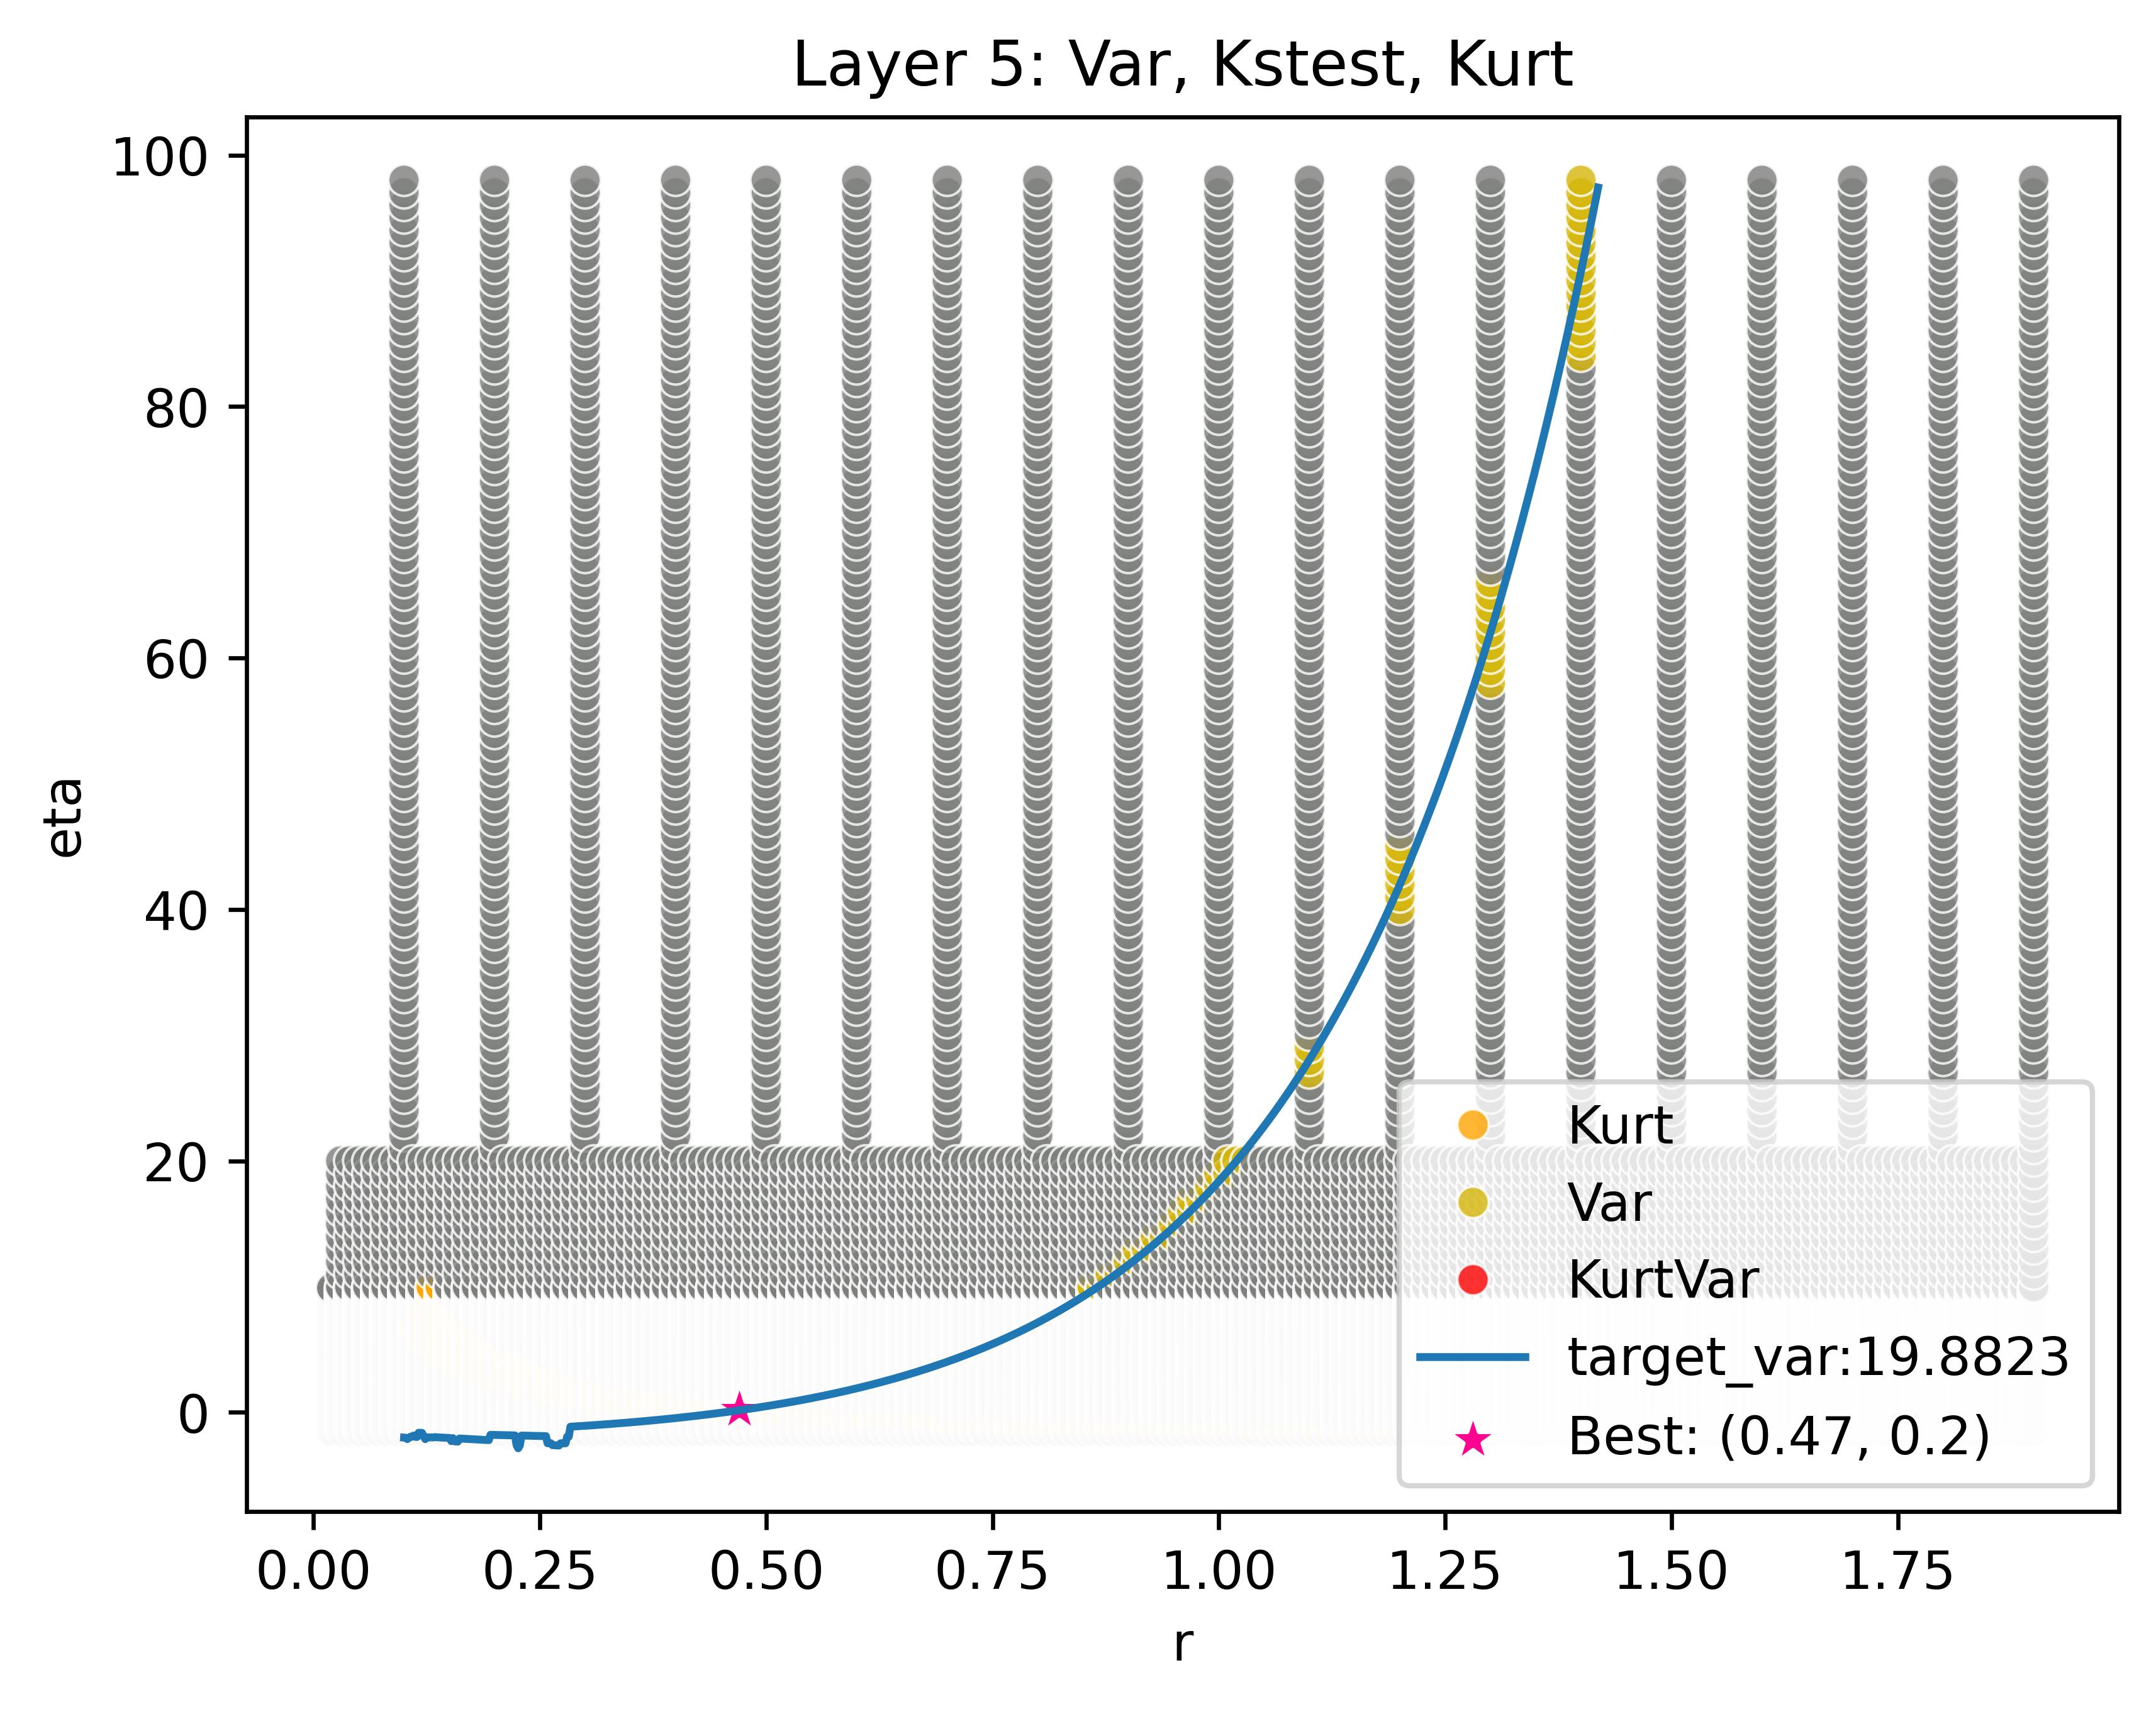 Layer 5: Var, Kstest, Kurt
100
80
60
40
20
0
eta
Kurt
Var
KurtVar
target_var:19.8823
Best: (0.47, 0.2)
0.00 0.25 0.50 0.75 1.00 1.25 1.50 1.75
r